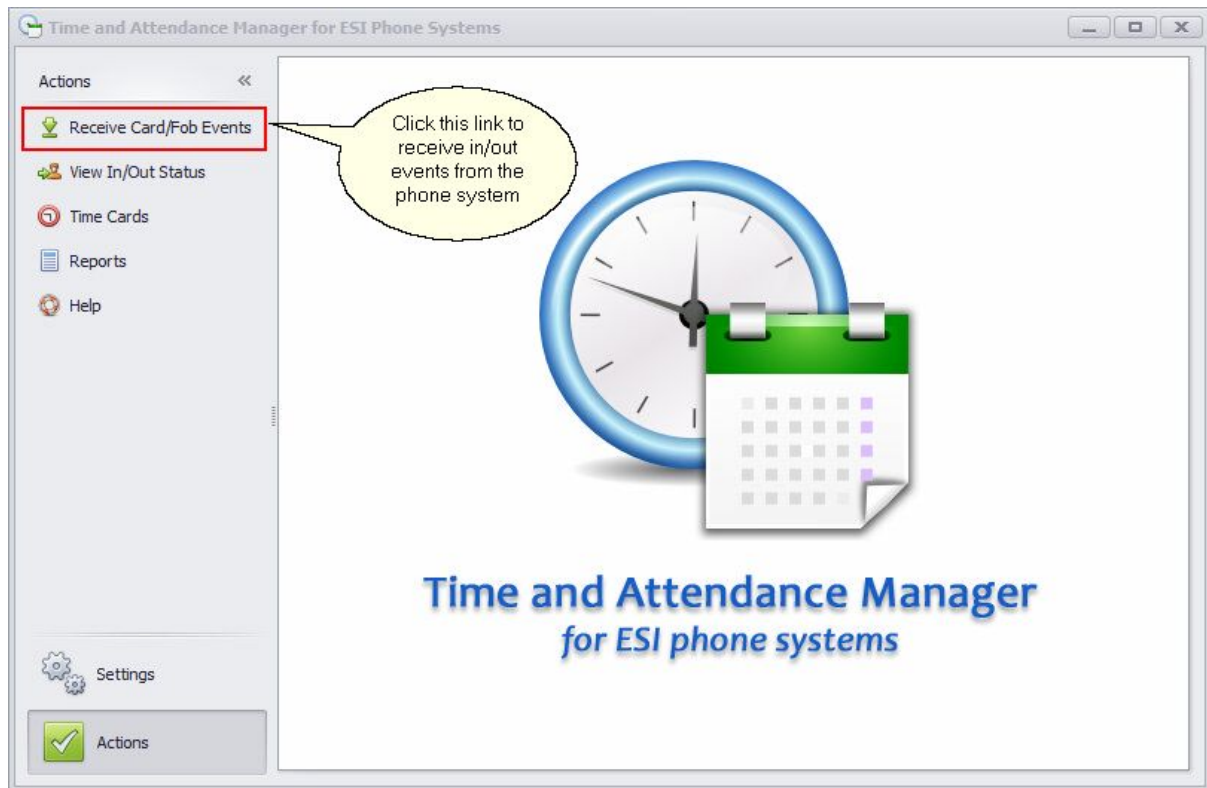 Time and Attendance Manager for ESI Phone Systems
Actions
Receive Card/Fob Events
View In/Out Status
Time Cards
Reports
Help
Click this link to
receive in/out
events from the
phone system
Time and Attendance Manager
for ESI phone systems
Settings
Actions